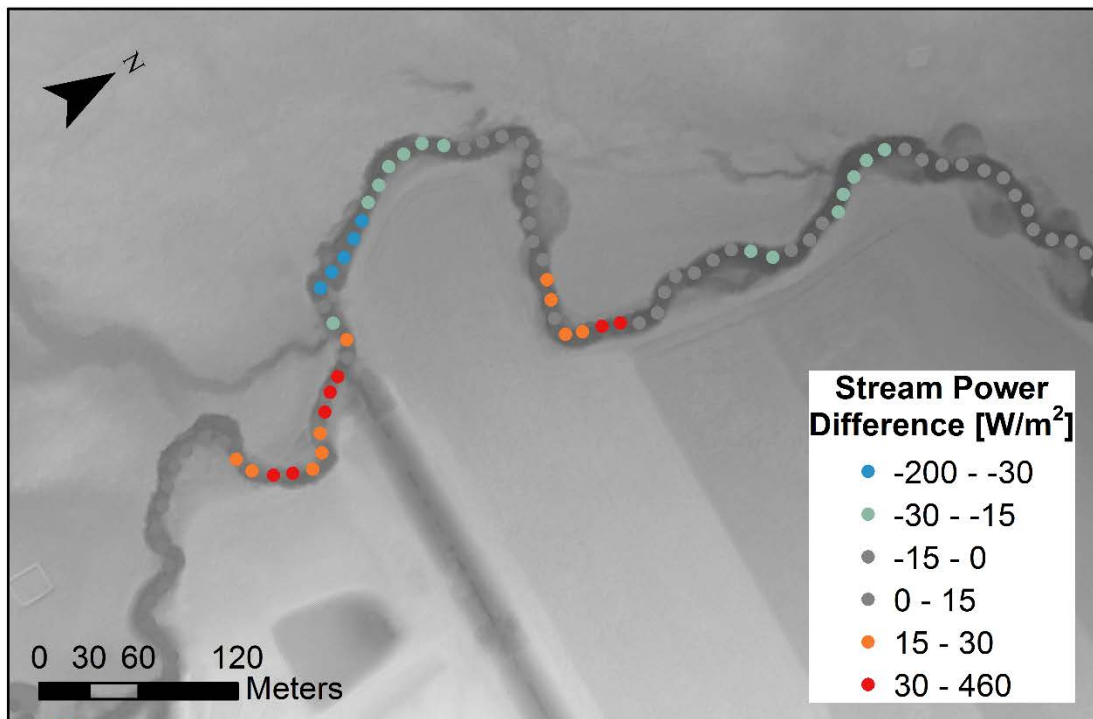 N
Stream Power
Difference [W/m²]
-200 - -30
-30 - -15
-15 - 0
0 - 15
15 - 30
30 - 460
0 30 60 120
Meters